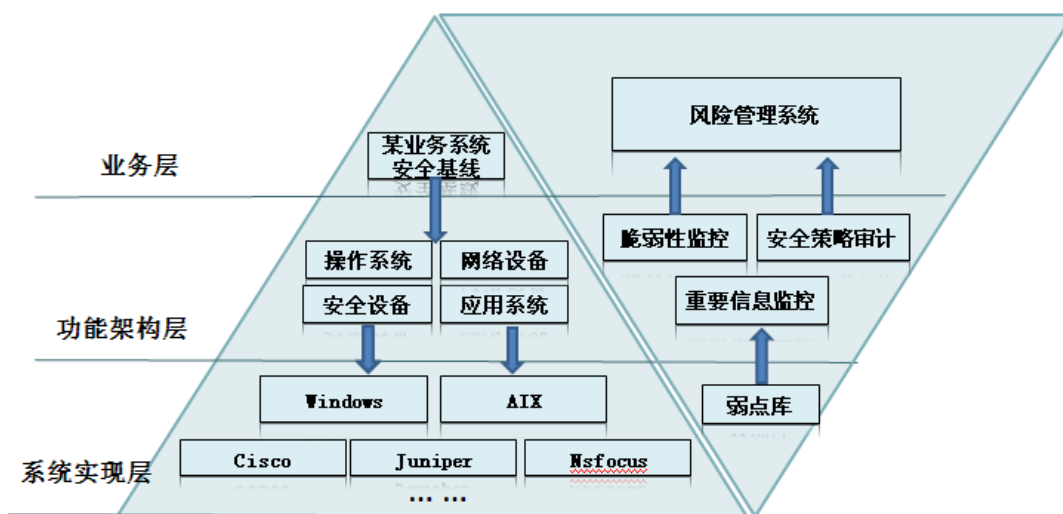 风险管理系统
某业务系统
安全基线
业务层
脆弱性监控
安全策略审计
操作系统
网络设备
安全设备
应用系统
重要信息监控
功能架构层
Windows
AIX
弱点库
Cisco
Juniper
Nsfocus
系统实现层
... ...